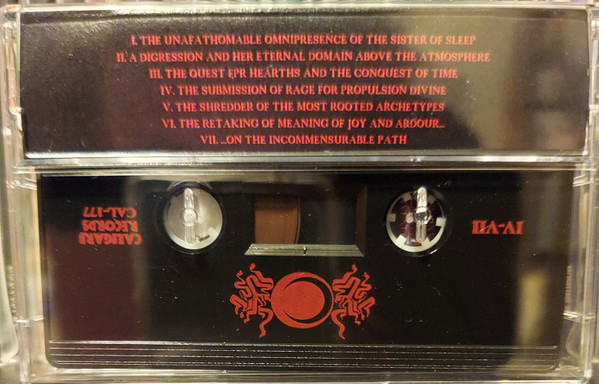 I. THE UNAFATHOMABLE OMNIPRESENCE OF THE SISTER OF SLEEP
II. A DIGRESSION AND HER ETERNAL DOMAIN ABOVE THE ATMOSPHERE
III. THE QUEST FOR HEARTHS AND THE CONQUEST OF TIME
IV. THE SUBMISSION OF RAGE FOR PROPULSION DIVINE
V. THE SHREDDER OF THE MOST ROOTED ARCHETYPES
VI. THE RETAKING OF MEANING OF JOY AND ARDOUR...
VII. ...ON THE INCOMMENSURABLE PATH
CALIGARI
RECORDS
CAL-177
IV-VII